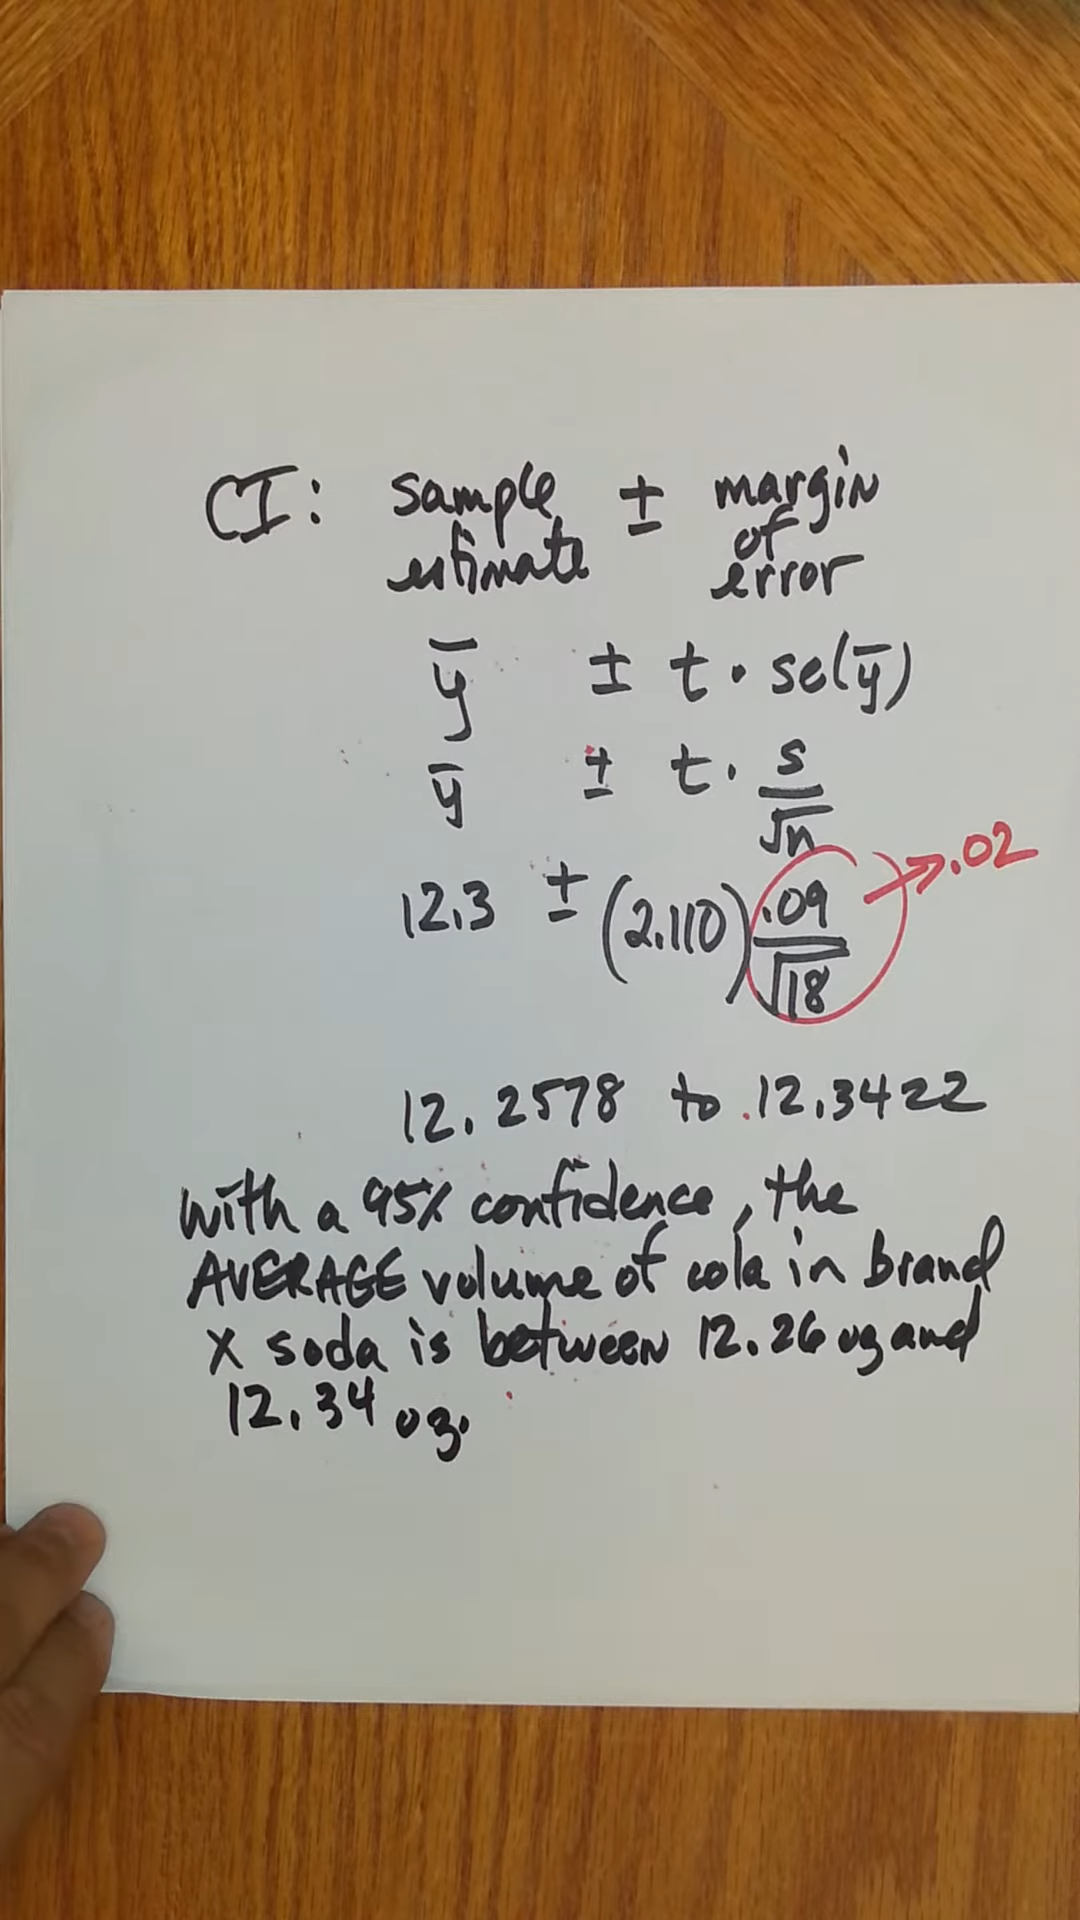 CI: sample estimate ± margin of error
ȳ ± t · se(ȳ)
ȳ ± t · s/√n
12.3 ± (2.110) .09/√18 → .02
12.2578 to 12.3422
With a 95% confidence, the
AVERAGE volume of cola in brand
X soda is between 12.26 oz and
12.34 oz.